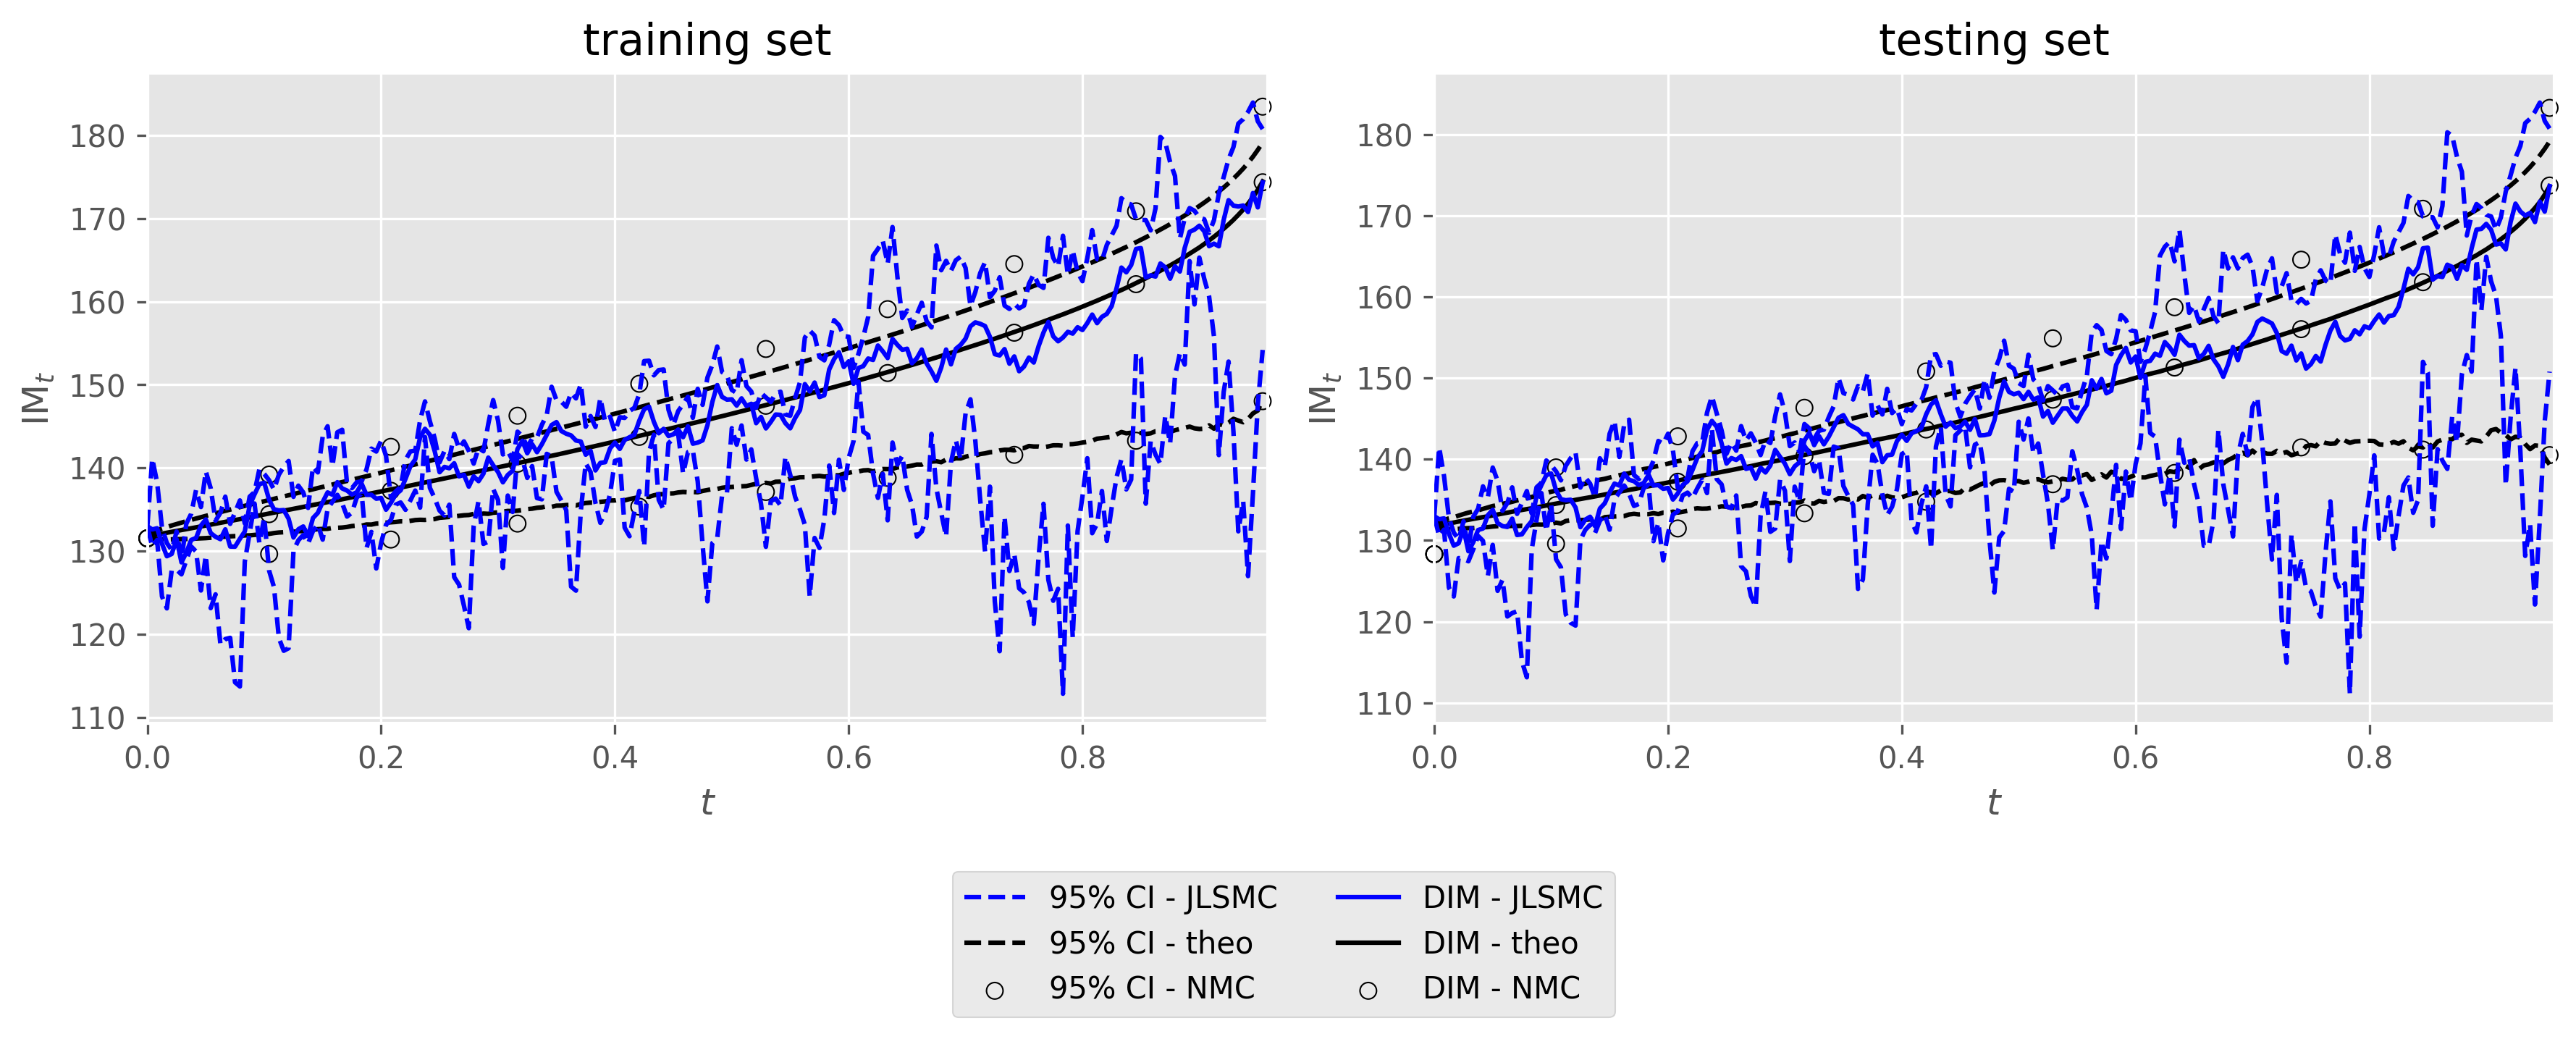 training set
testing set
180
170
160
150
140
130
120
110
IM_t
0.0 0.2 0.4 0.6 0.8
t
180
170
160
150
140
130
120
110
IM_t
0.0 0.2 0.4 0.6 0.8
t
95% CI - JLSMC
95% CI - theo
95% CI - NMC
DIM - JLSMC
DIM - theo
DIM - NMC